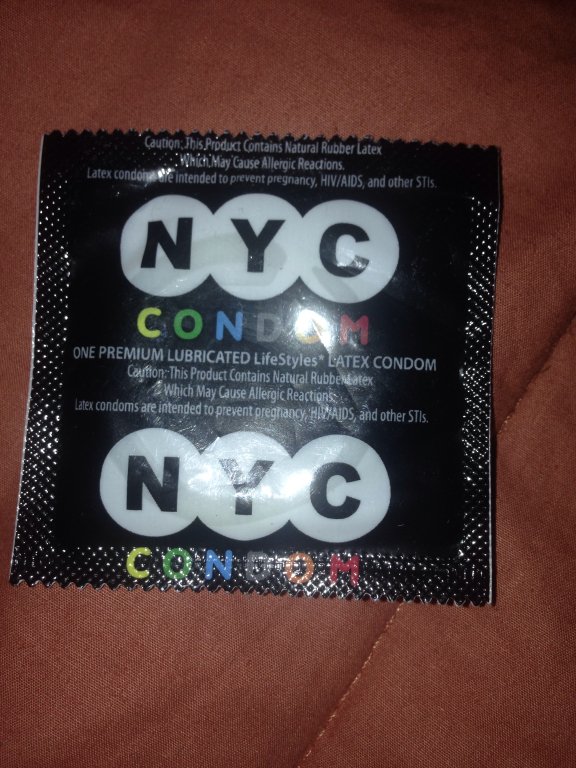 Caution: This Product Contains Natural Rubber Latex
Which May Cause Allergic Reactions.
Latex condoms are intended to prevent pregnancy, HIV/AIDS, and other STIs.
NYC
CONDOM
ONE PREMIUM LUBRICATED LifeStyles® LATEX CONDOM
Caution: This Product Contains Natural Rubber Latex
Which May Cause Allergic Reactions.
Latex condoms are intended to prevent pregnancy, HIV/AIDS, and other STIs.
NYC
CONDOM